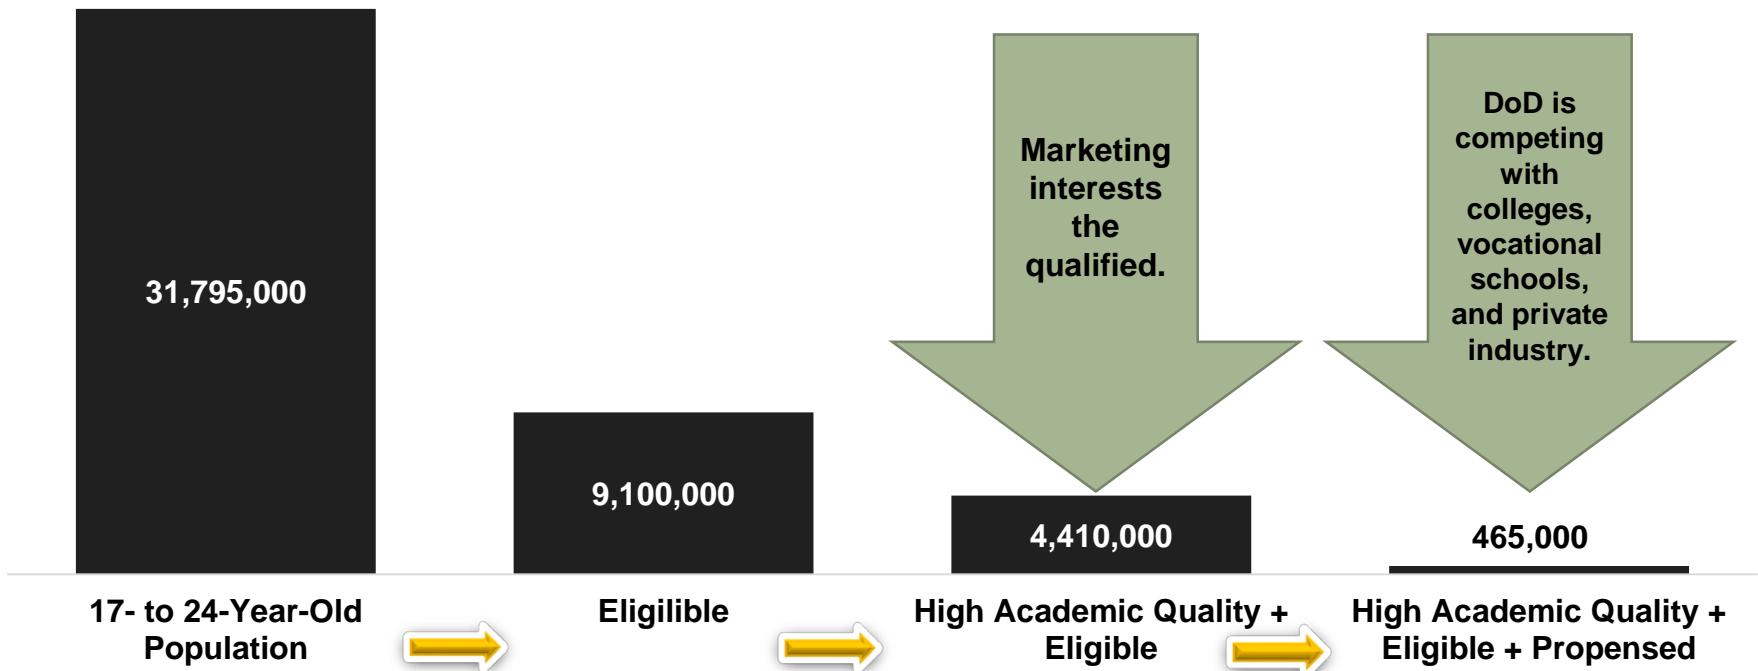 31,795,000
9,100,000
Marketing
interests
the
qualified.
4,410,000
DoD is
competing
with
colleges,
vocational
schools,
and private
industry.
465,000
17- to 24-Year-Old
Population
Eligilible
High Academic Quality +
Eligible
High Academic Quality +
Eligible + Propensed